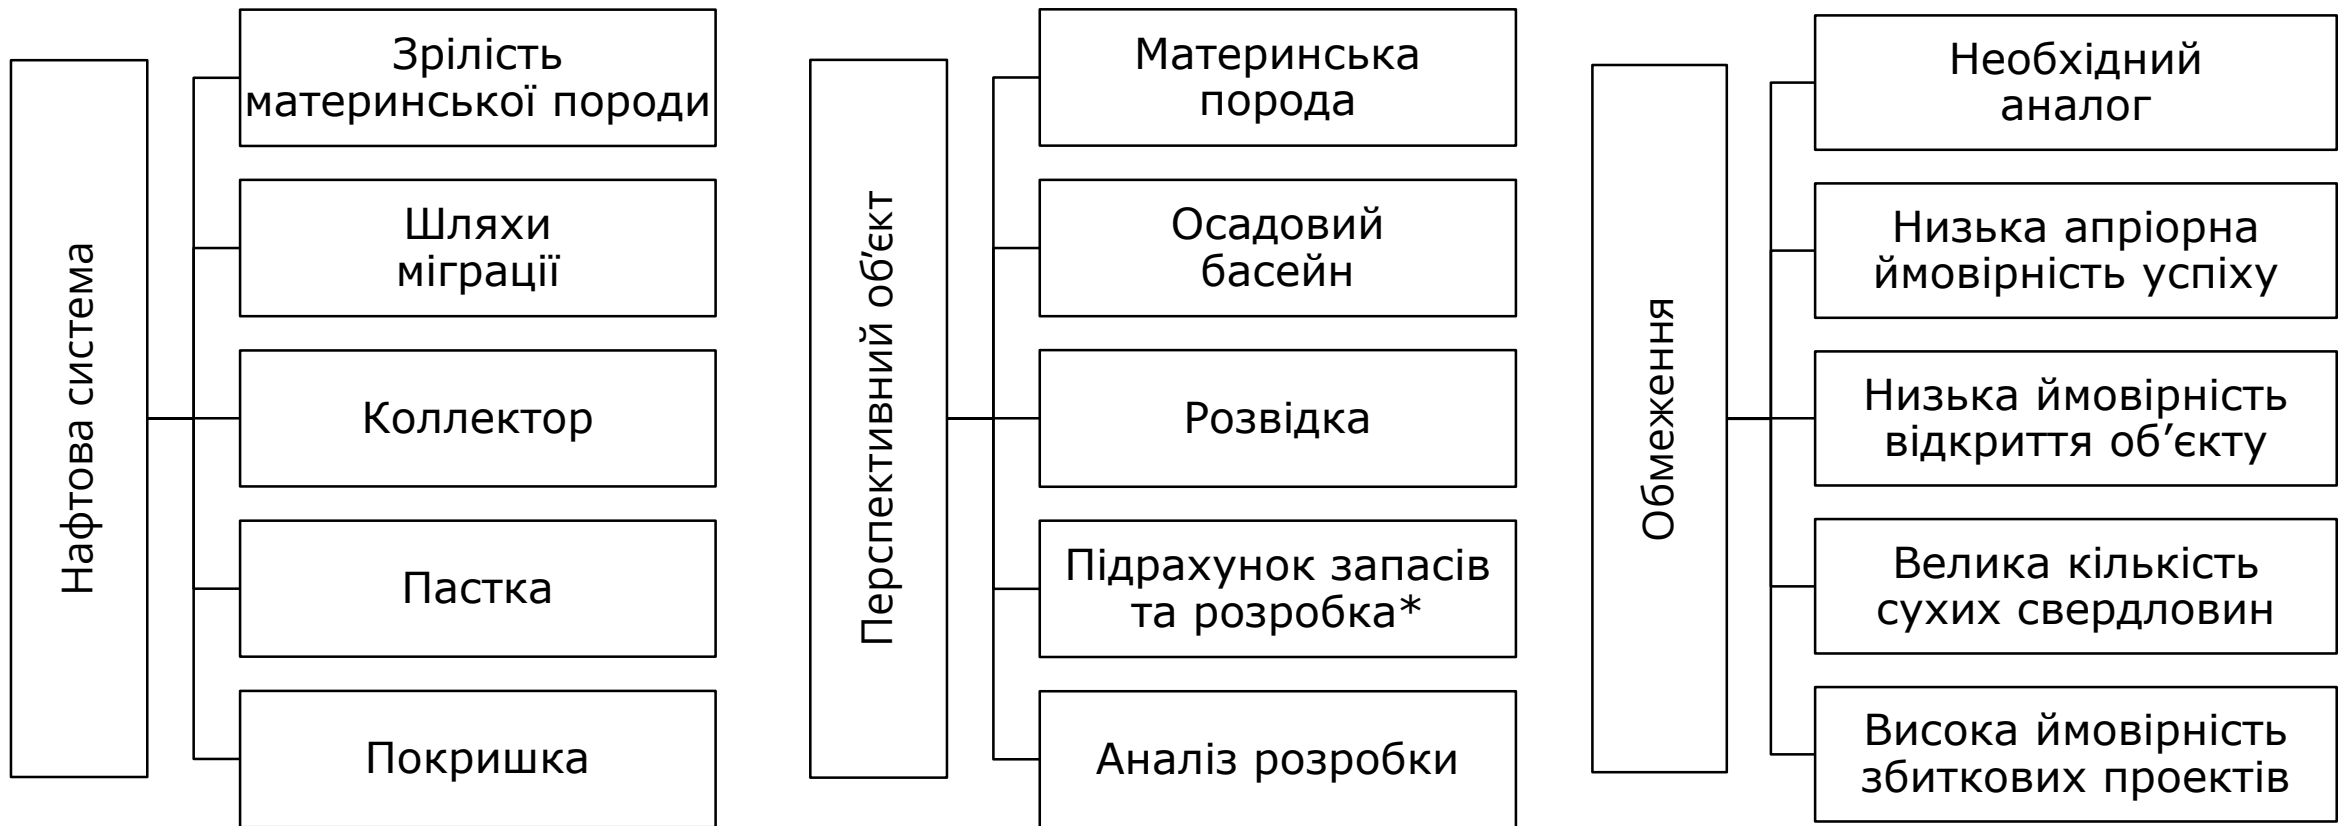 Нафтова система
Зрілість
материнської породи
Шляхи
міграції
Коллектор
Пастка
Покришка
Перспективний об’єкт
Материнська
порода
Осадовий
басейн
Розвідка
Підрахунок запасів
та розробка*
Аналіз розробки
Обмеження
Необхідний
аналог
Низька апріорна
ймовірність успіху
Низька ймовірність
відкриття об’єкту
Велика кількість
сухих свердловин
Висока ймовірність
збиткових проектів